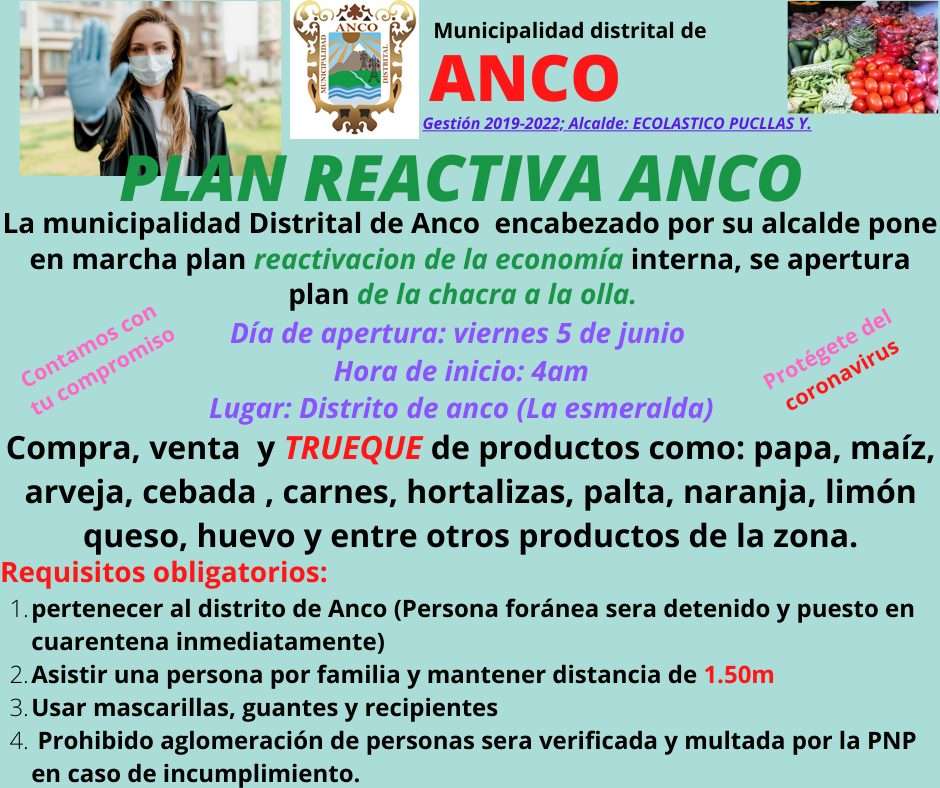 Municipalidad distrital de
ANCO
Gestión 2019-2022; Alcalde: ECOLASTICO PUCLLAS Y.
ANCO
MUNICIPALIDAD
DISTRITAL
PLAN REACTIVA ANCO
La municipalidad Distrital de Anco encabezado por su alcalde pone
en marcha plan reactivacion de la economía interna, se apertura
plan de la chacra a la olla.
Contamos con
tu compromiso
Día de apertura: viernes 5 de junio
Hora de inicio: 4am
Lugar: Distrito de anco (La esmeralda)
Protégete del
coronavirus
Compra, venta y TRUEQUE de productos como: papa, maíz,
arveja, cebada , carnes, hortalizas, palta, naranja, limón
queso, huevo y entre otros productos de la zona.
Requisitos obligatorios:
1. pertenecer al distrito de Anco (Persona foránea sera detenido y puesto en
cuarentena inmediatamente)
2. Asistir una persona por familia y mantener distancia de 1.50m
3. Usar mascarillas, guantes y recipientes
4. Prohibido aglomeración de personas sera verificada y multada por la PNP
en caso de incumplimiento.